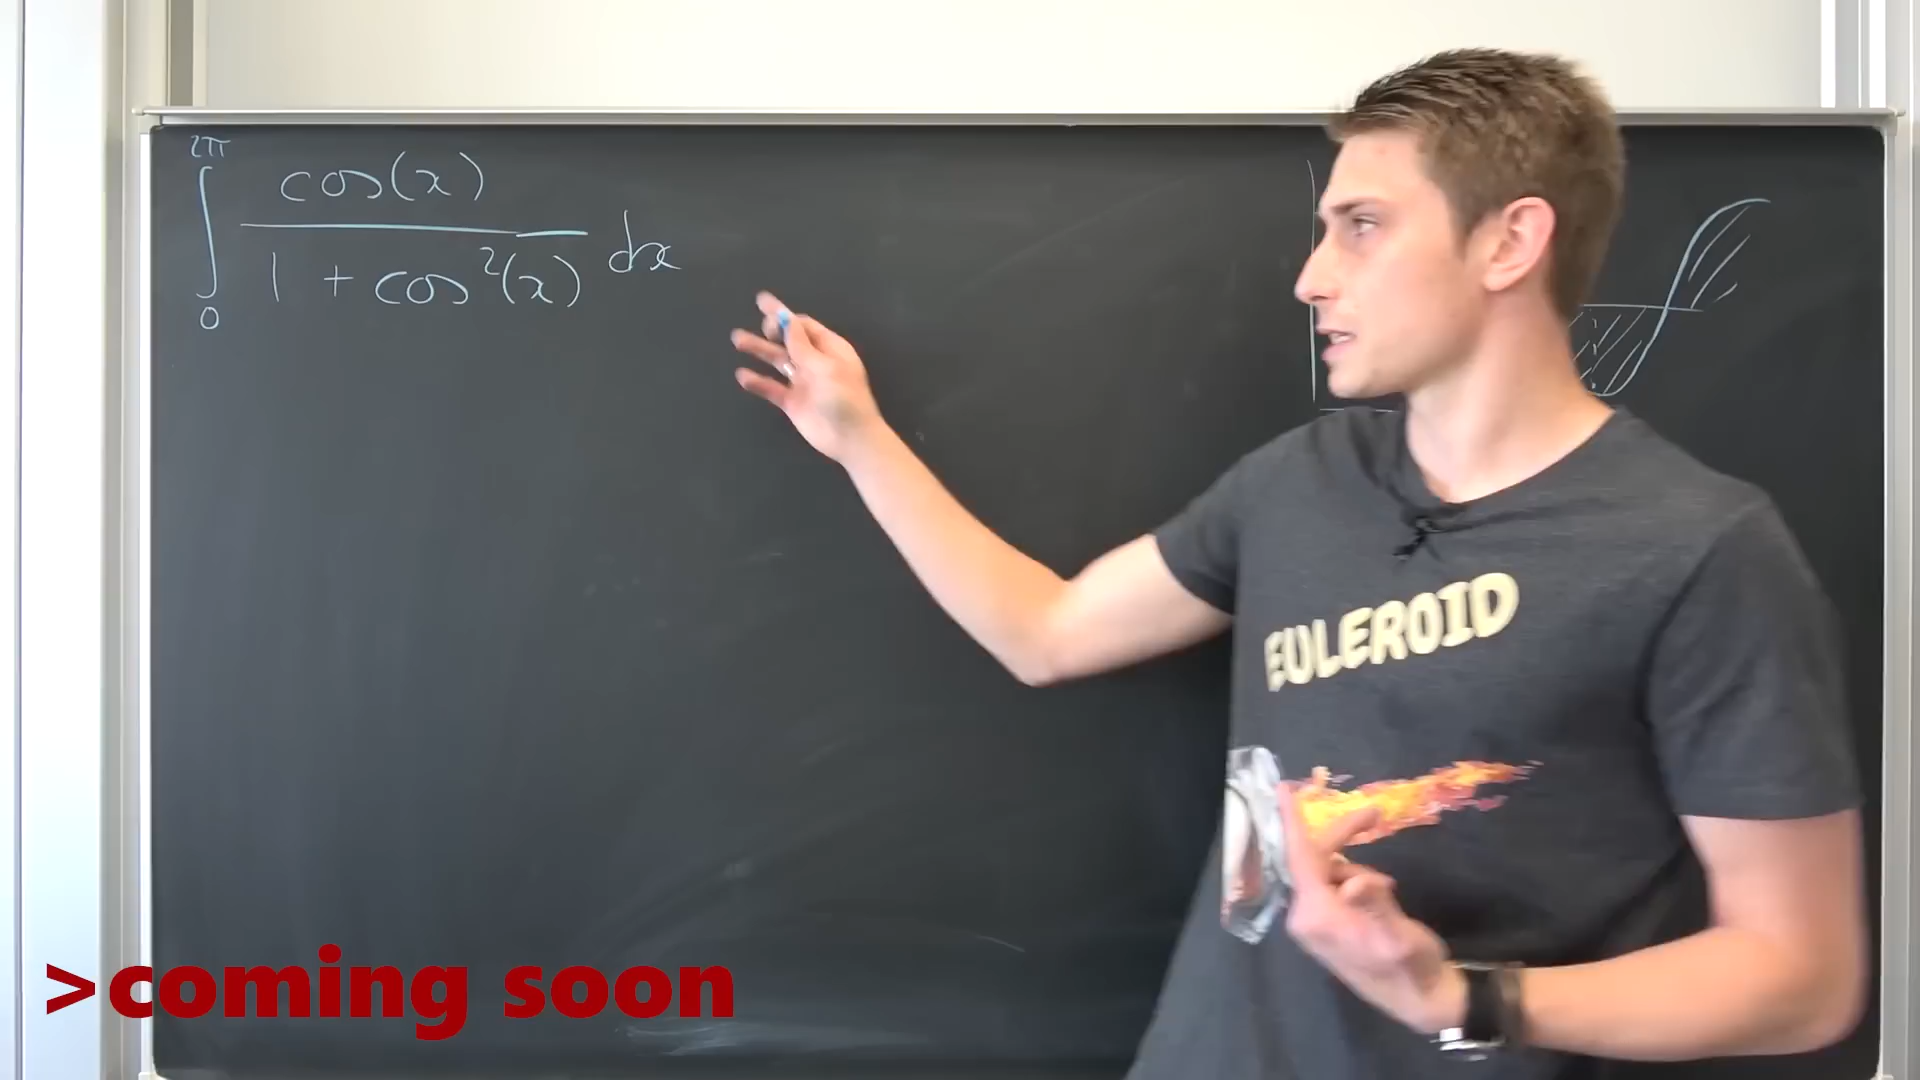 2π
∫
0
cos(x)
1 + cos²(x)
dx
EULEROID
>coming soon